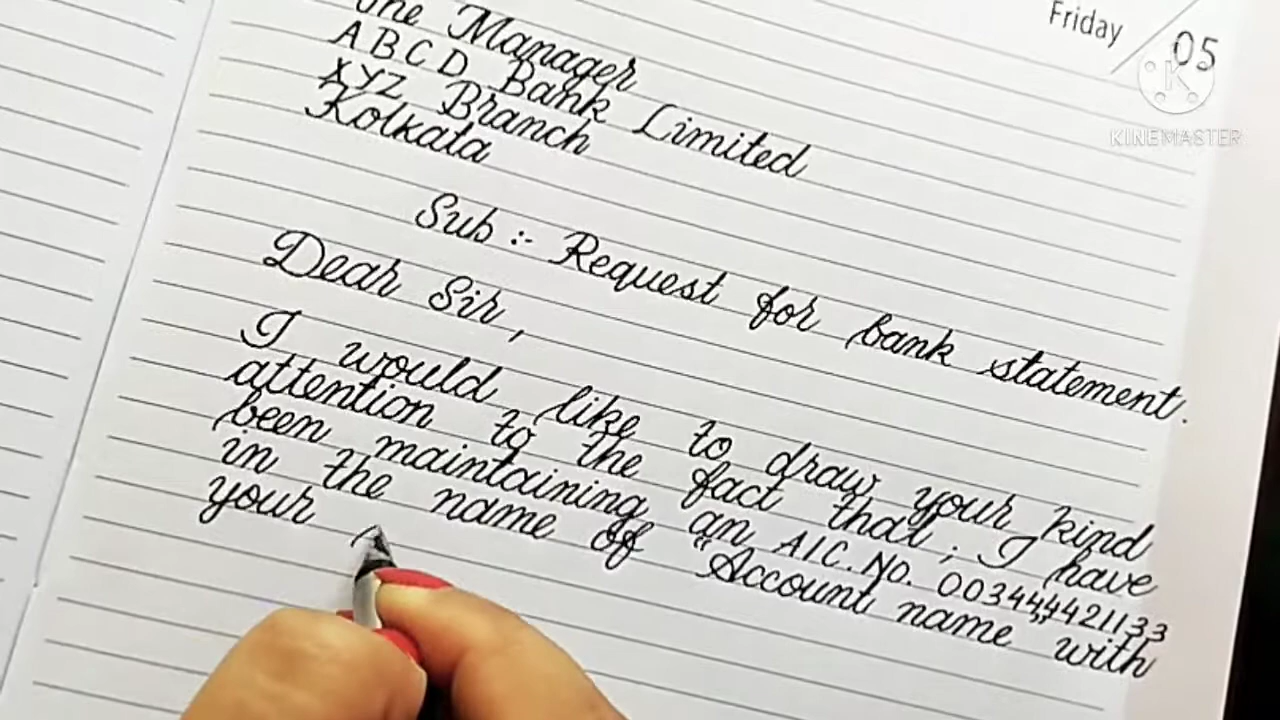 Friday 05
KINEMASTER
The Manager
ABCD Bank Limited
XYZ Branch
Kolkata
Sub :- Request for bank statement.
Dear Sir,
I would like to draw your kind
attention to the fact that, I have
been maintaining an A/C. No. 00344421133
in the name of "Account name" with
your